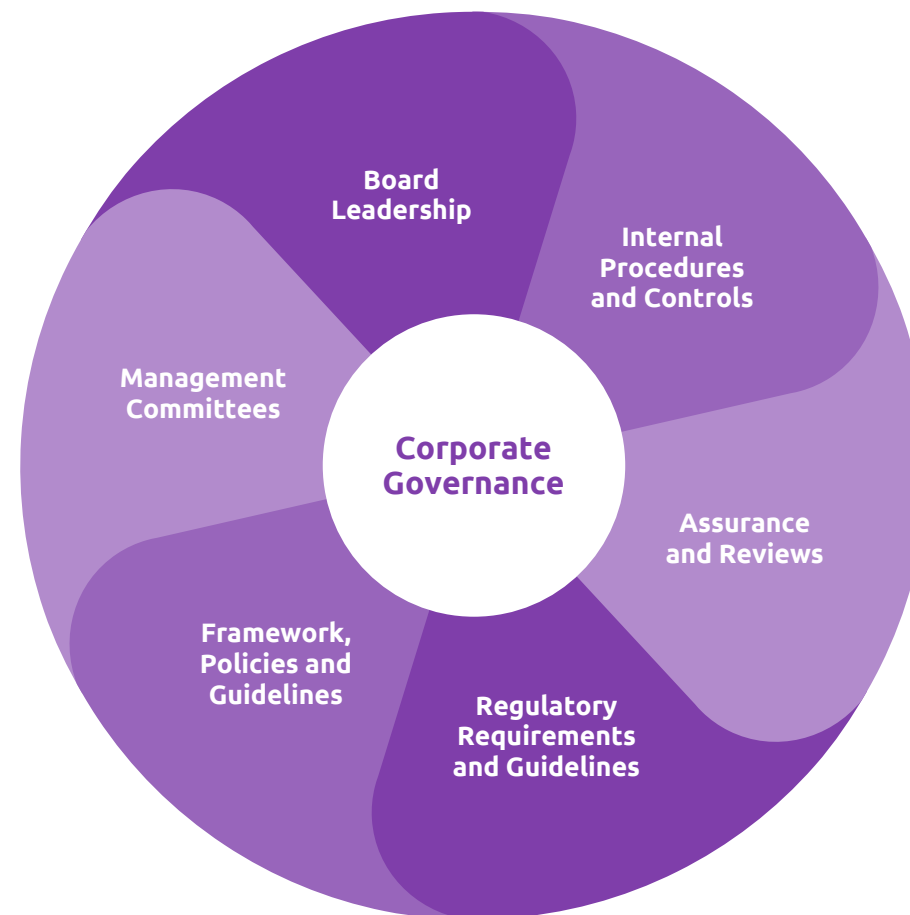 Board
Leadership
Internal
Procedures
and Controls
Management
Committees
Corporate
Governance
Assurance
and Reviews
Framework,
Policies and
Guidelines
Regulatory
Requirements
and Guidelines